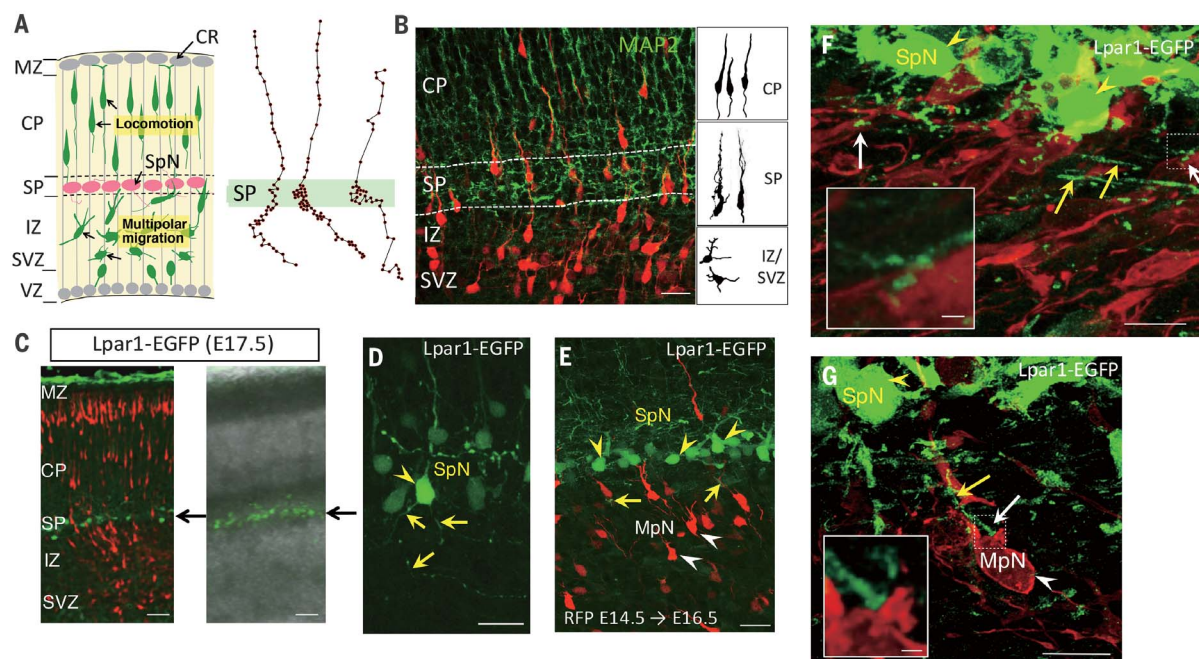 A
CR
MZ
CP
Locomotion
SpN
SP
SP
IZ
Multipolar
migration
SVZ
VZ
B
MAP2
CP
SP
IZ
SVZ
CP
SP
IZ/
SVZ
C
Lpar1-EGFP (E17.5)
MZ
CP
SP
IZ
SVZ
D
Lpar1-EGFP
SpN
E
Lpar1-EGFP
SpN
MpN
RFP E14.5 → E16.5
F
Lpar1-EGFP
SpN
G
Lpar1-EGFP
SpN
MpN